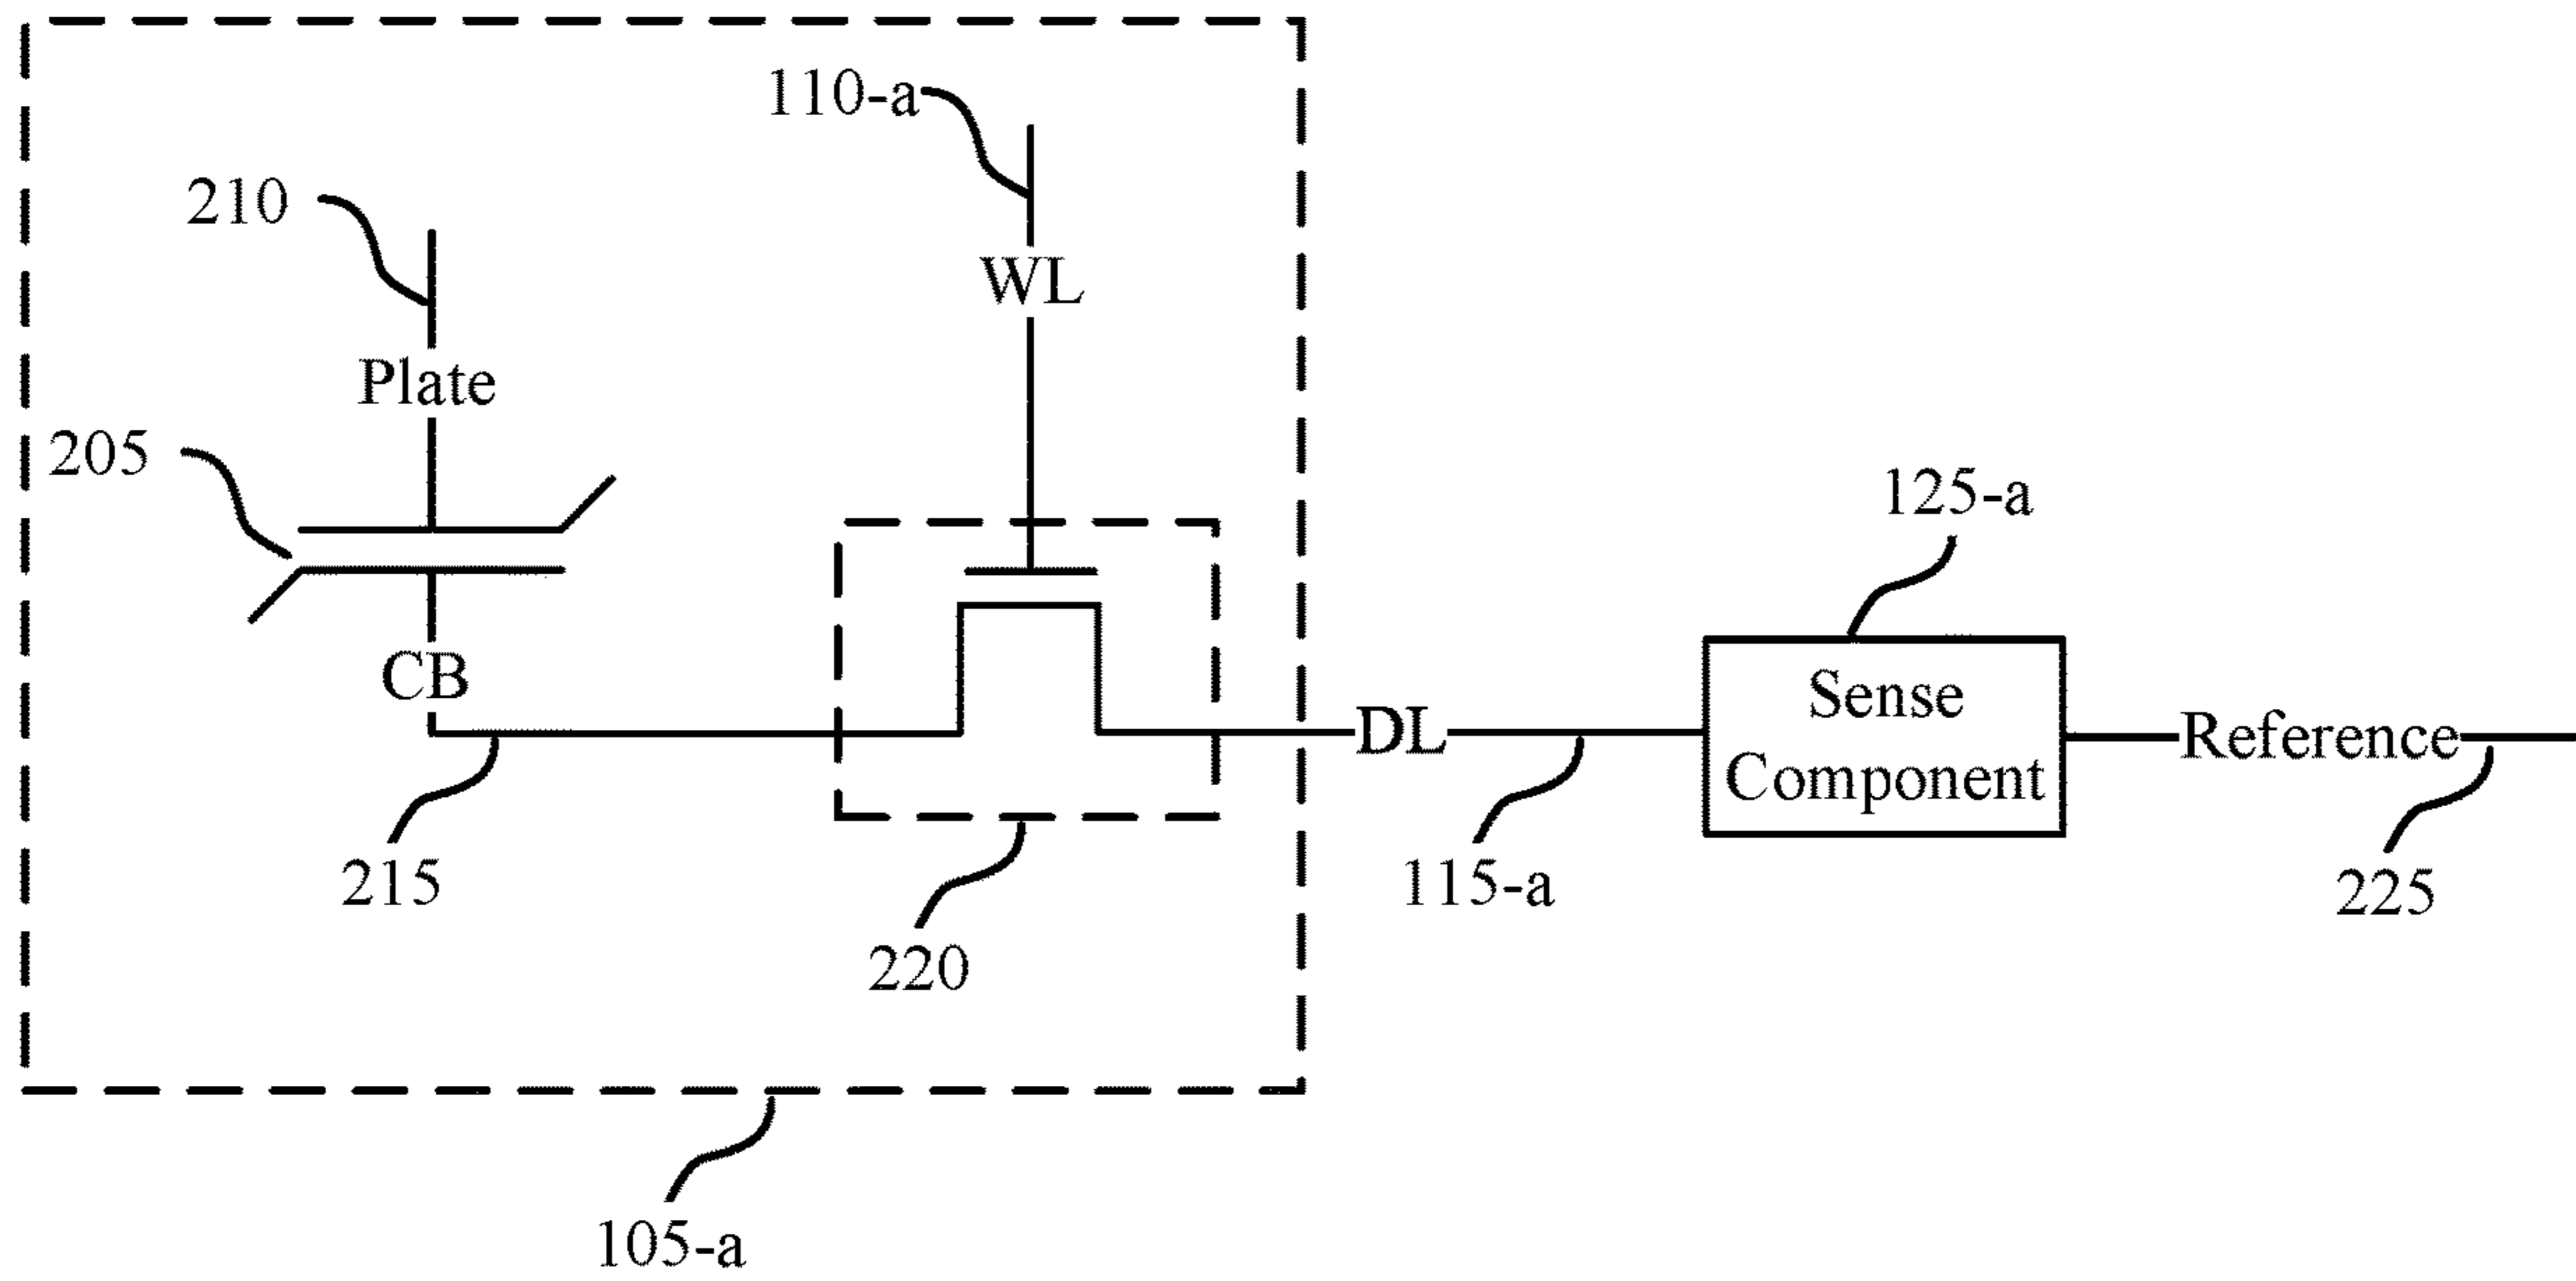 110-a
210
WL
Plate
205
125-a
CB
Sense
Component
DL
Reference
215
115-a
225
220
105-a